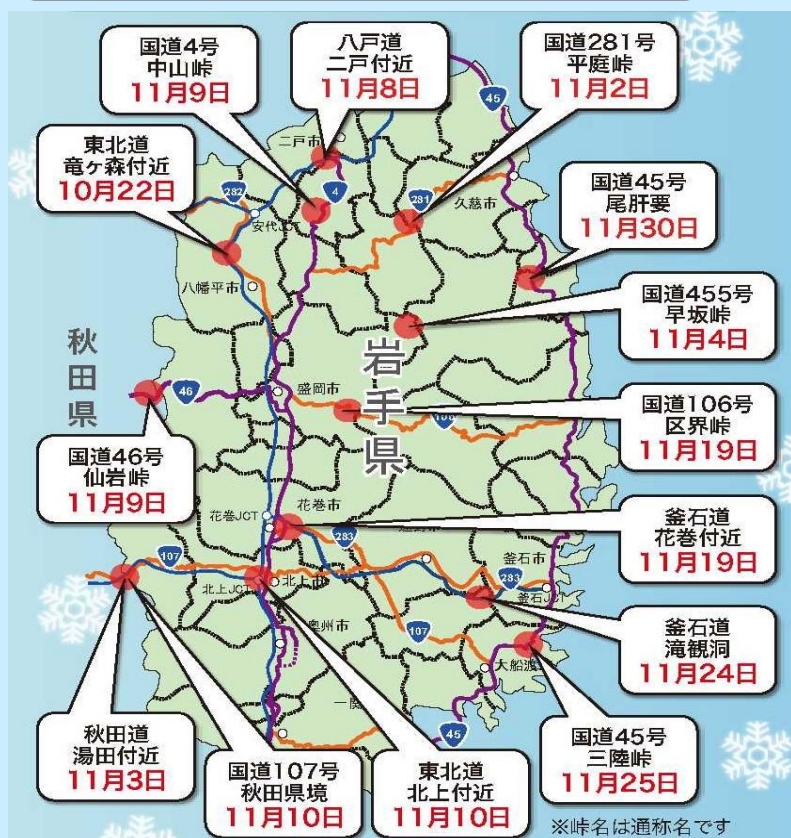 国道4号
中山峠
11月9日
八戸道
二戸付近
11月8日
国道281号
平庭峠
11月2日
東北道
竜ヶ森付近
10月22日
国道45号
尾肝要
11月30日
国道455号
早坂峠
11月4日
国道106号
区界峠
11月19日
国道46号
仙岩峠
11月9日
釜石道
花巻付近
11月19日
釜石道
滝観洞
11月24日
秋田道
湯田付近
11月3日
国道107号
秋田県境
11月10日
東北道
北上付近
11月10日
国道45号
三陸峠
11月25日
45
二戸市
282
4
281
久慈市
安代JCT
八幡平市
秋田県
岩手県
46
盛岡市
106
花巻JCT
花巻市
283
107
釜石市
283
北上JCT
北上市
釜石JCT
奥州市
107
大船渡
一関
45
※峠名は通称名です